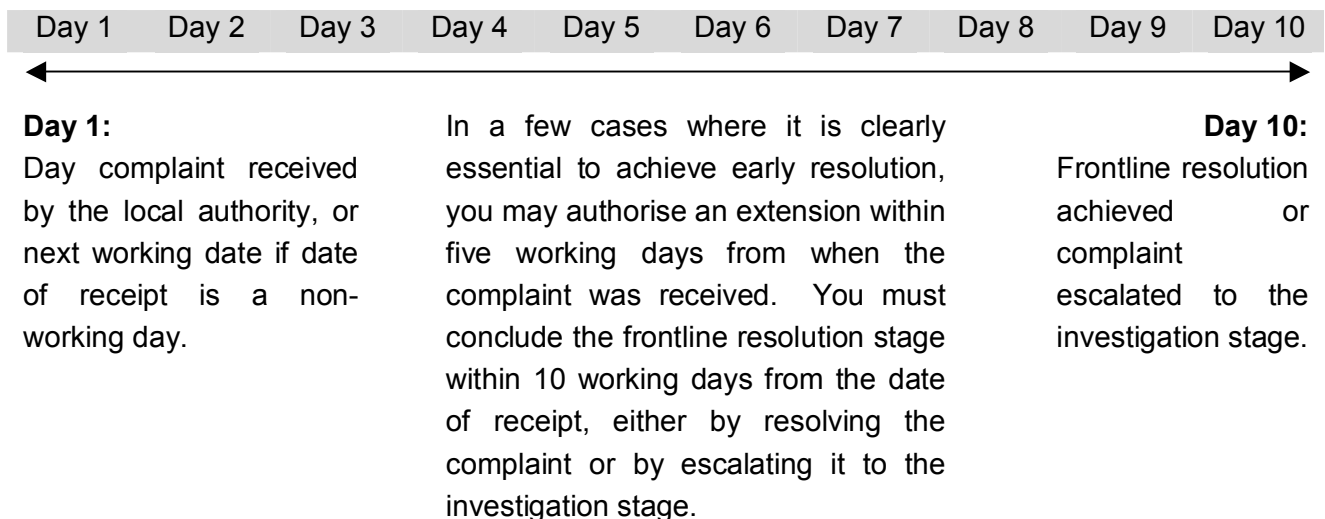 Day 1 Day 2 Day 3 Day 4 Day 5 Day 6 Day 7 Day 8 Day 9 Day 10
Day 1:
Day complaint received
by the local authority, or
next working date if date
of receipt is a non-
working day.
In a few cases where it is clearly
essential to achieve early resolution,
you may authorise an extension within
five working days from when the
complaint was received. You must
conclude the frontline resolution stage
within 10 working days from the date
of receipt, either by resolving the
complaint or by escalating it to the
investigation stage.
Day 10:
Frontline resolution
achieved or
complaint
escalated to the
investigation stage.